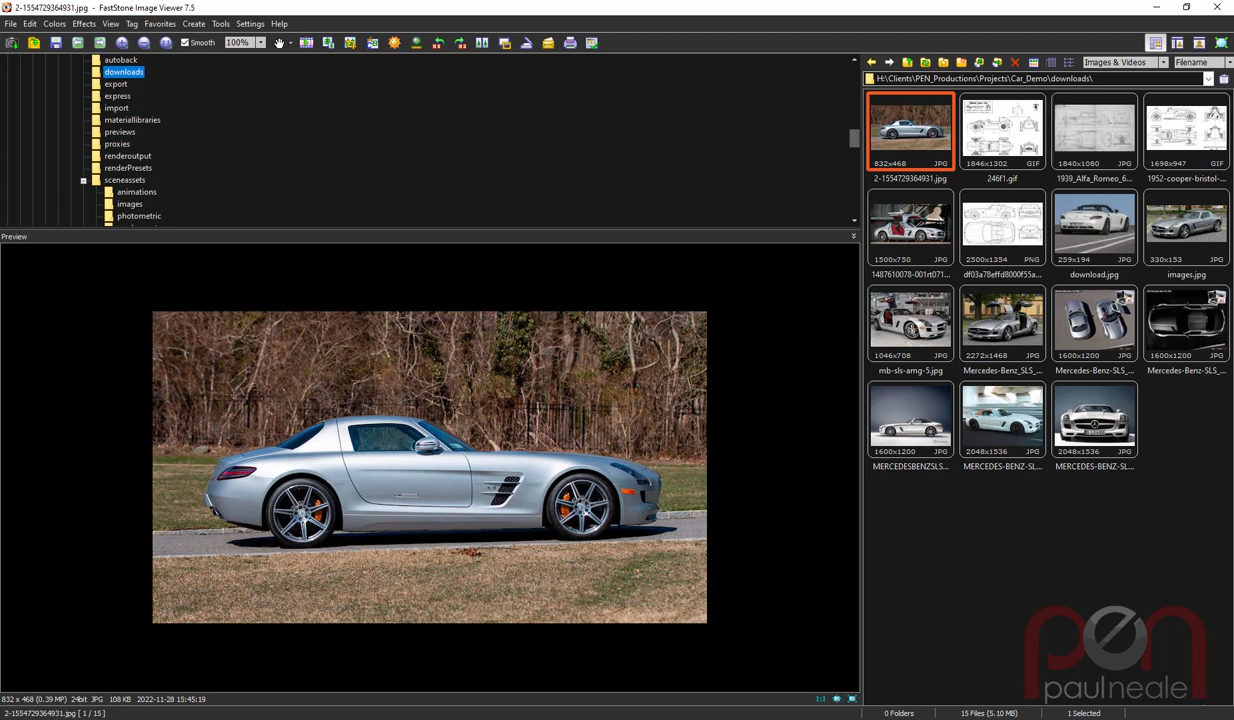 2-1554729364931.jpg - FastStone Image Viewer 7.5
File Edit Colors Effects View Tag Favorites Create Tools Settings Help
Smooth 100% Images & Videos Filename
autoback
downloads
export
express
import
materiallibraries
previews
proxies
renderoutput
renderPresets
sceneassets
animations
images
photometric
Preview
H:\Clients\PEN_Productions\Projects\Car_Demo\downloads\
832x468 JPG 1846x1302 GIF 1840x1080 JPG 1698x947 GIF
2-1554729364931.jpg 246f1.gif 1939_Alfa_Romeo_6... 1952-cooper-bristol-...
1500x750 JPG 2500x1354 PNG 259x194 JPG 330x153 JPG
1487610078-001rt071... df03a78effd8000f55a... download.jpg images.jpg
1046x708 JPG 2272x1468 JPG 1600x1200 JPG 1600x1200 JPG
mb-sls-amg-5.jpg Mercedes-Benz_SLS_... Mercedes-Benz-SLS_... Mercedes-Benz-SLS_...
1600x1200 JPG 2048x1536 JPG 2048x1536 JPG
MERCEDESBENZSLS... MERCEDES-BENZ-SL... MERCEDES-BENZ-SL...
pen
paulneale
832 x 468 (0.39 MP) 24bit JPG 108 KB 2022-11-28 15:45:19 1:1
2-1554729364931.jpg [ 1 / 15 ] 0 Folders 15 Files (5.10 MB) 1 Selected